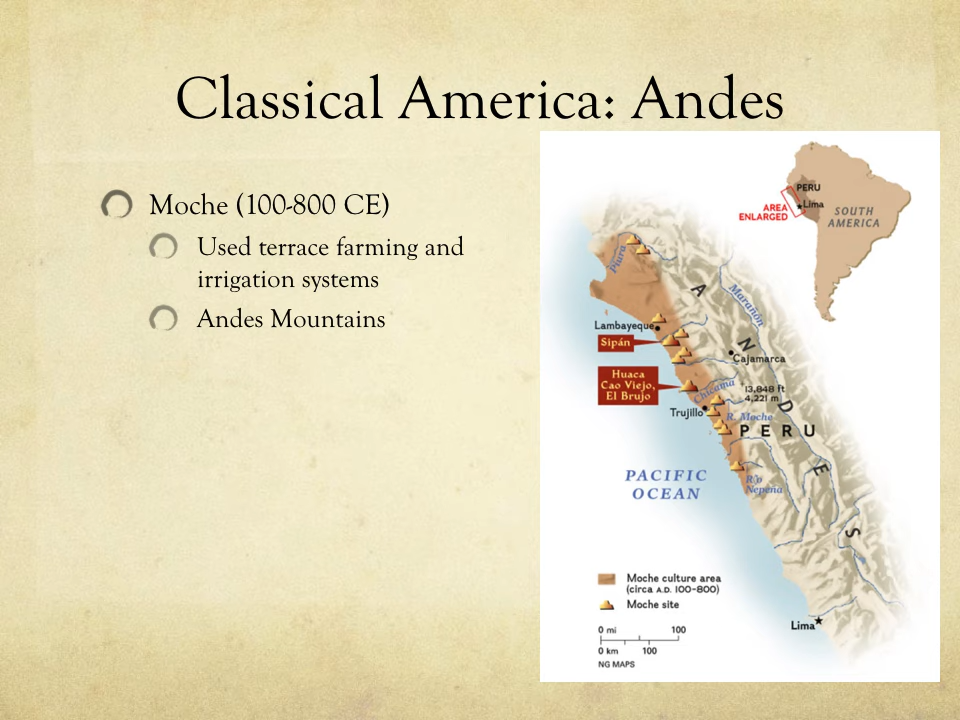 Classical America: Andes
Moche (100-800 CE)
Used terrace farming and
irrigation systems
Andes Mountains
PERU
Lima
AREA
ENLARGED
SOUTH
AMERICA
Piura
Marañón
ANDES
Lambayeque
Sipán
Cajamarca
Huaca
Cao Viejo,
El Brujo
Chicama
13,848 ft
4,221 m
Trujillo
R. Moche
PERU
PACIFIC
OCEAN
Río
Nepeña
Moche culture area
(circa A.D. 100-800)
Moche site
Lima
0 mi 100
0 km 100
NG MAPS